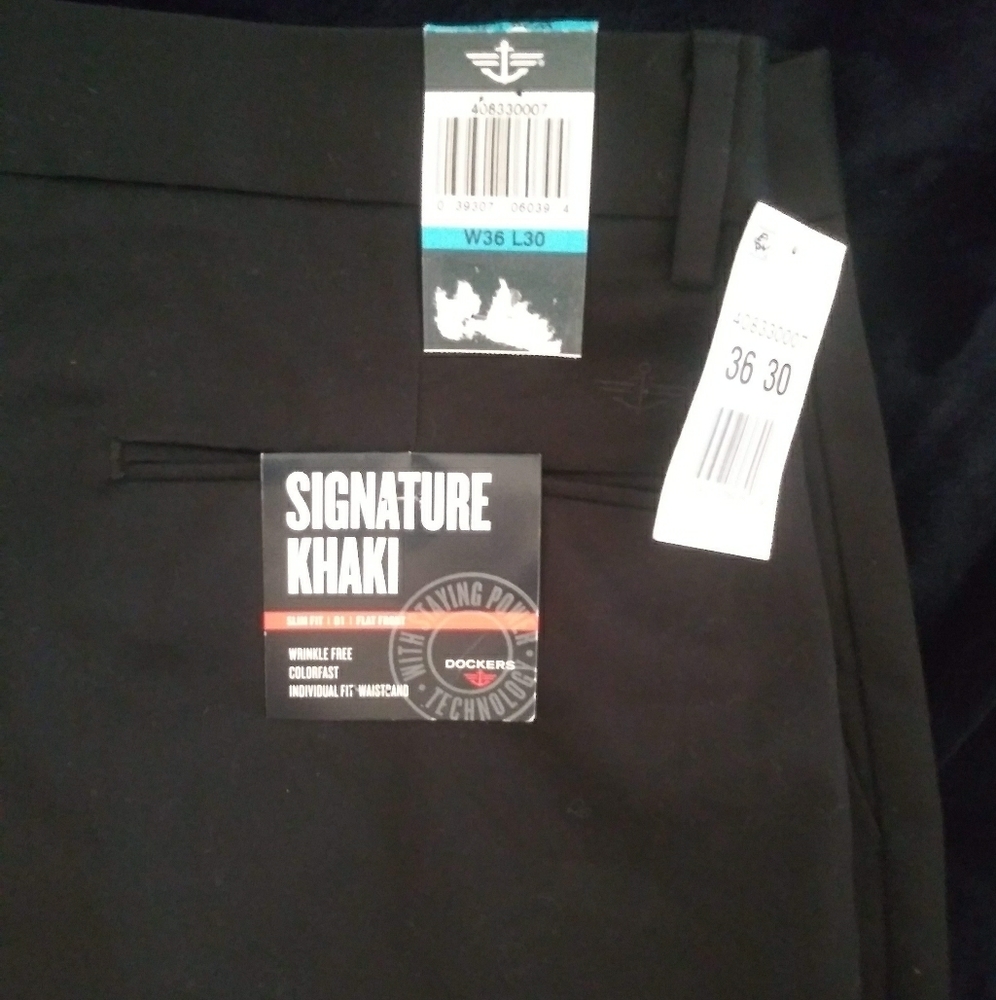 408330007
0 39307 06039 4
W36 L30
408330007
36 30
SIGNATURE
KHAKI
SLIM FIT | D1 | FLAT FRONT
WRINKLE FREE
COLORFAST
INDIVIDUAL FIT WAISTBAND
WITH STAYING POWER • TECHNOLOGY •
DOCKERS